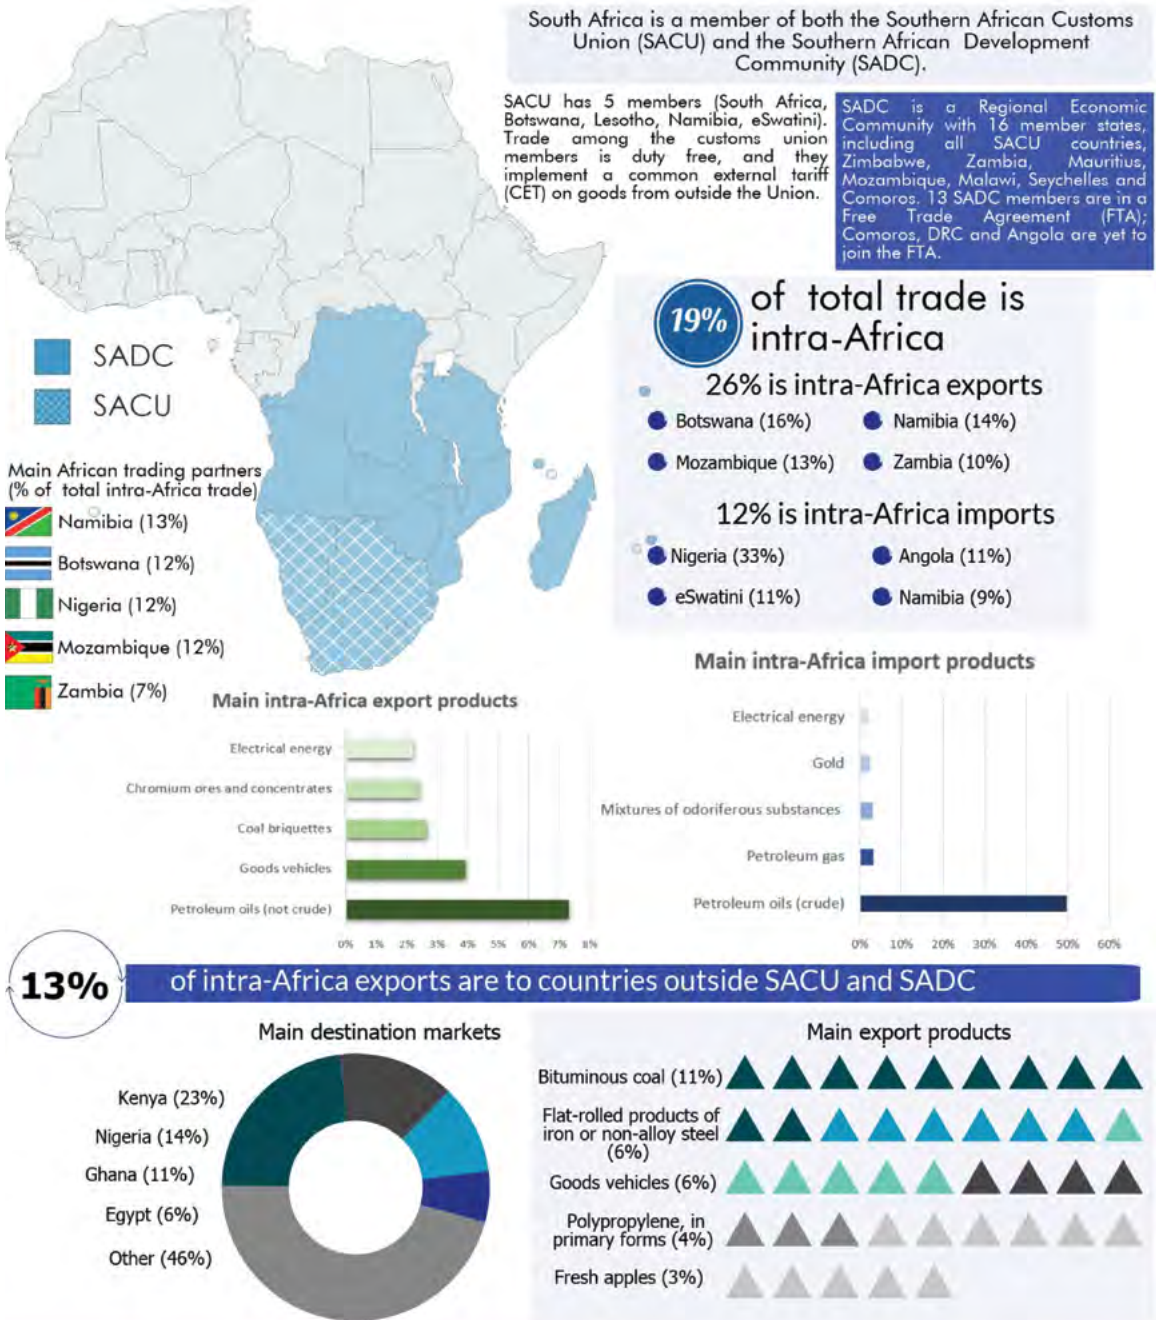 South Africa is a member of both the Southern African Customs
Union (SACU) and the Southern African Development
Community (SADC).
SACU has 5 members (South Africa,
Botswana, Lesotho, Namibia, eSwatini).
Trade among the customs union
members is duty free, and they
implement a common external tariff
(CET) on goods from outside the Union.
SADC is a Regional Economic
Community with 16 member states,
including all SACU countries,
Zimbabwe, Zambia, Mauritius,
Mozambique, Malawi, Seychelles and
Comoros. 13 SADC members are in a
Free Trade Agreement (FTA);
Comoros, DRC and Angola are yet to
join the FTA.
SADC
SACU
19%
of total trade is
intra-Africa
26% is intra-Africa exports
Botswana (16%)
Namibia (14%)
Mozambique (13%)
Zambia (10%)
12% is intra-Africa imports
Nigeria (33%)
Angola (11%)
eSwatini (11%)
Namibia (9%)
Main African trading partners
(% of total intra-Africa trade)
Namibia (13%)
Botswana (12%)
Nigeria (12%)
Mozambique (12%)
Zambia (7%)
Main intra-Africa export products
Electrical energy
Chromium ores and concentrates
Coal briquettes
Goods vehicles
Petroleum oils (not crude)
0% 1% 2% 3% 4% 5% 6% 7% 8%
Main intra-Africa import products
Electrical energy
Gold
Mixtures of odoriferous substances
Petroleum gas
Petroleum oils (crude)
0% 10% 20% 30% 40% 50% 60%
13%
of intra-Africa exports are to countries outside SACU and SADC
Main destination markets
Kenya (23%)
Nigeria (14%)
Ghana (11%)
Egypt (6%)
Other (46%)
Main export products
Bituminous coal (11%)
Flat-rolled products of
iron or non-alloy steel
(6%)
Goods vehicles (6%)
Polypropylene, in
primary forms (4%)
Fresh apples (3%)